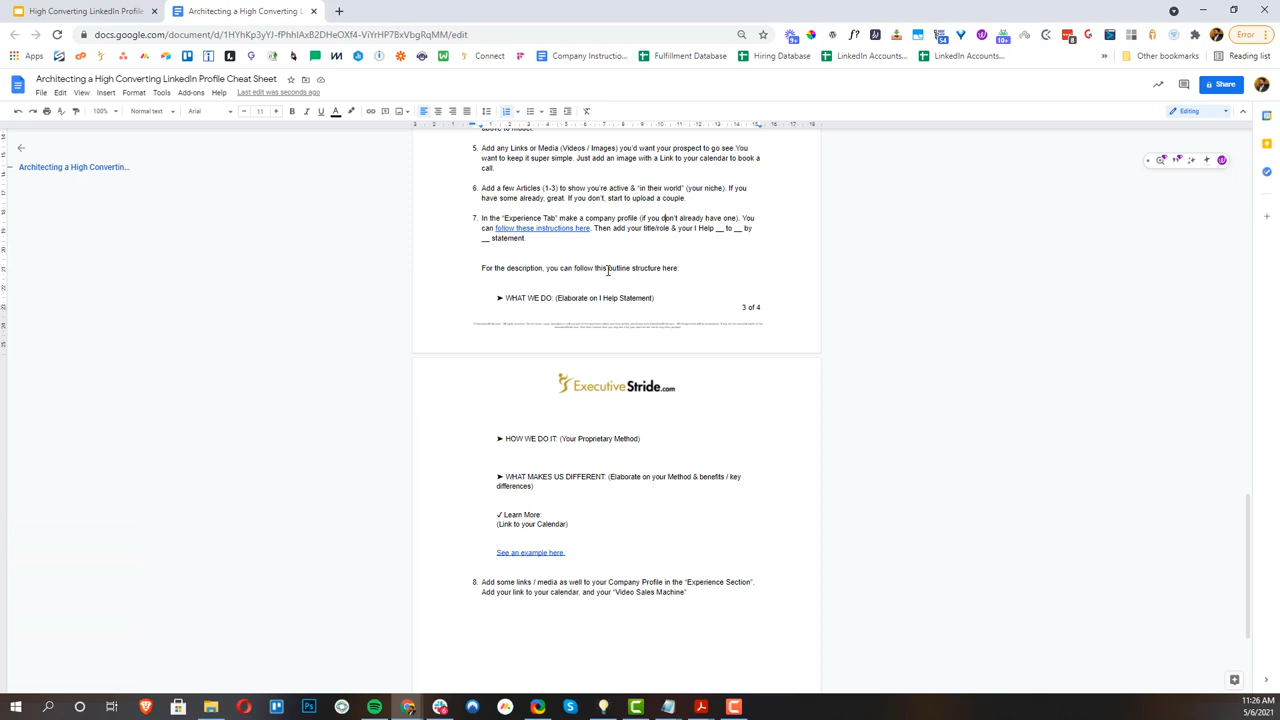 High Converting LinkedIn Profile
Architecting a High Converting L
docs.google.com/document/d/1HYhKp3yYJ-fPhhlAxB2DHeOXf4-ViYrHP7BxVbgRqMM/edit
Error
Apps
Connect
Company Instructio...
Fulfillment Database
Hiring Database
LinkedIn Accounts...
LinkedIn Accounts...
Other bookmarks
Reading list
Architecting a High Converting LinkedIn Profile Cheat Sheet
File Edit View Insert Format Tools Add-ons Help Last edit was seconds ago
Share
100% Normal text Arial 11
Editing
above to model.
Architecting a High Convertin...
5. Add any Links or Media (Videos / Images) you'd want your prospect to go see.You
want to keep it super simple. Just add an image with a Link to your calendar to book a
call.
6. Add a few Articles (1-3) to show you're active & "in their world" (your niche). If you
have some already, great. If you don't, start to upload a couple.
7. In the "Experience Tab" make a company profile (if you don't already have one). You
can follow these instructions here. Then add your title/role & your I Help __ to __ by
__ statement.
For the description, you can follow this outline structure here:
➤ WHAT WE DO: (Elaborate on I Help Statement)
3 of 4
ExecutiveStride.com
➤ HOW WE DO IT: (Your Proprietary Method)
➤ WHAT MAKES US DIFFERENT: (Elaborate on your Method & benefits / key
differences)
✓ Learn More:
(Link to your Calendar)
See an example here.
8. Add some links / media as well to your Company Profile in the "Experience Section".
Add your link to your calendar, and your "Video Sales Machine"
11:26 AM
5/6/2021